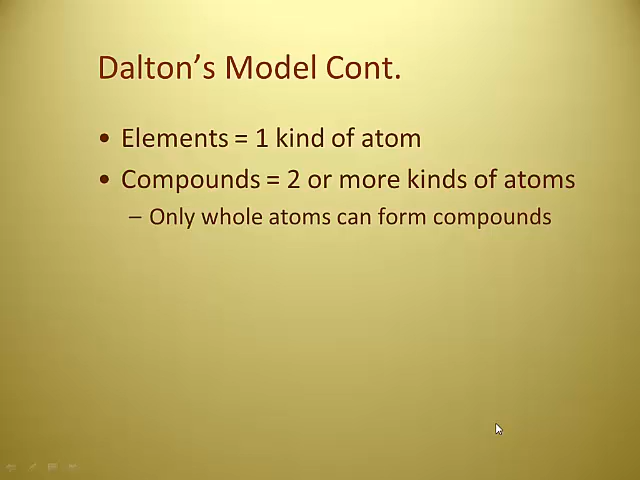 Dalton’s Model Cont.
• Elements = 1 kind of atom
• Compounds = 2 or more kinds of atoms
– Only whole atoms can form compounds